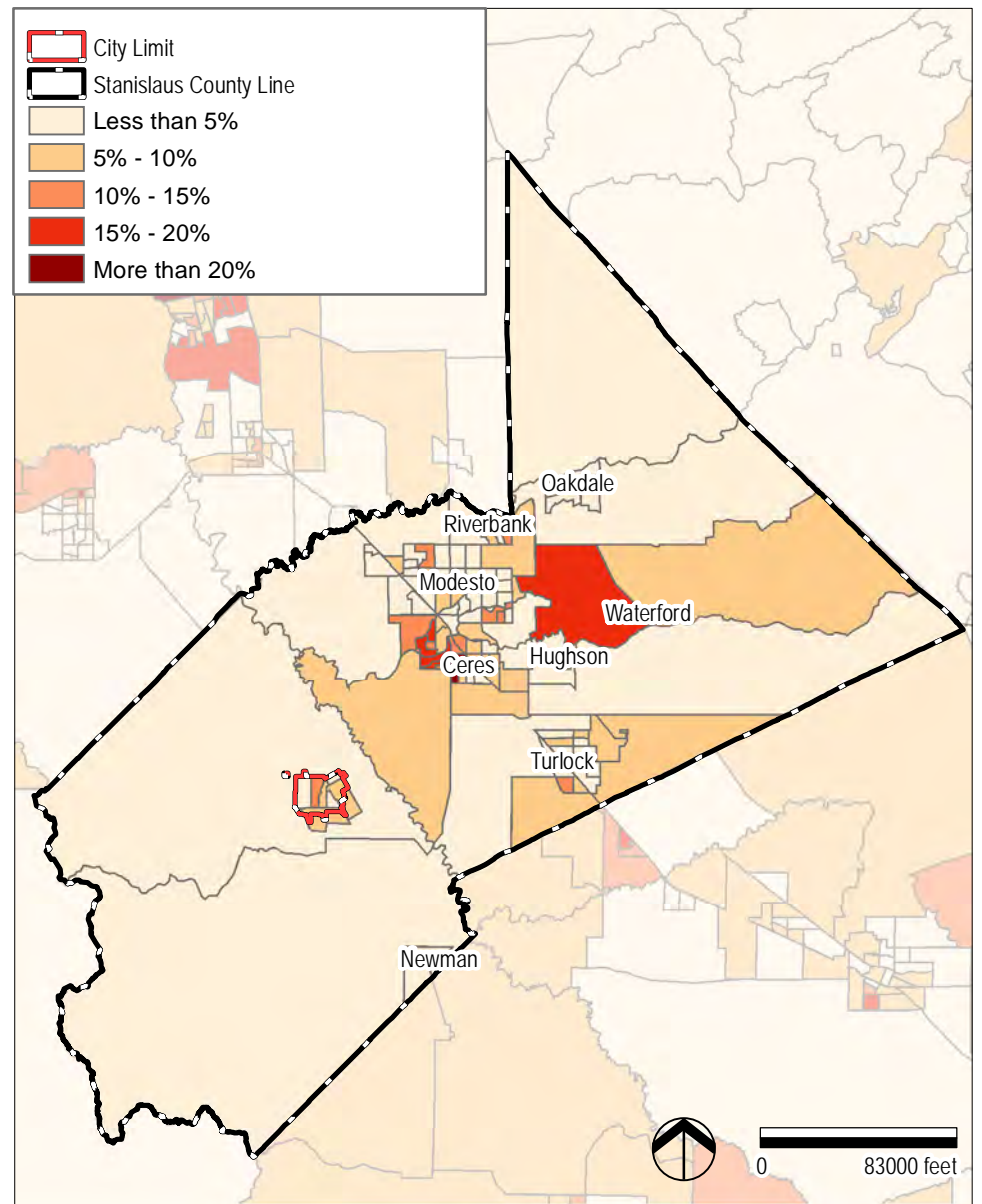 City Limit
Stanislaus County Line
Less than 5%
5% - 10%
10% - 15%
15% - 20%
More than 20%
Oakdale
Riverbank
Modesto
Waterford
Hughson
Ceres
Turlock
Newman
0 83000 feet